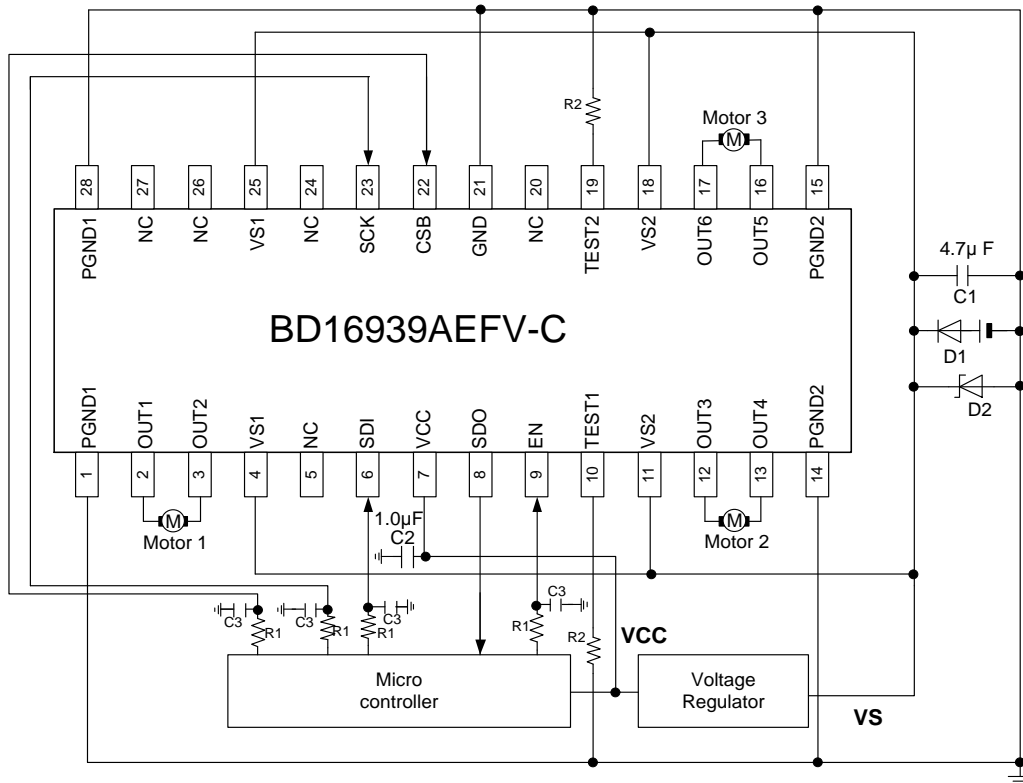 R2
Motor 3
M
28
27
26
25
24
23
22
21
20
19
18
17
16
15
PGND1
NC
NC
VS1
NC
SCK
CSB
GND
NC
TEST2
VS2
OUT6
OUT5
PGND2
4.7µ F
C1
BD16939AEFV-C
D1
D2
PGND1
OUT1
OUT2
VS1
NC
SDI
VCC
SDO
EN
TEST1
VS2
OUT3
OUT4
PGND2
1
2
3
4
5
6
7
8
9
10
11
12
13
14
M
Motor 1
1.0µF
C2
M
Motor 2
C3
R1
C3
R1
C3
R1
C3
R1
R2
VCC
Micro
controller
Voltage
Regulator
VS